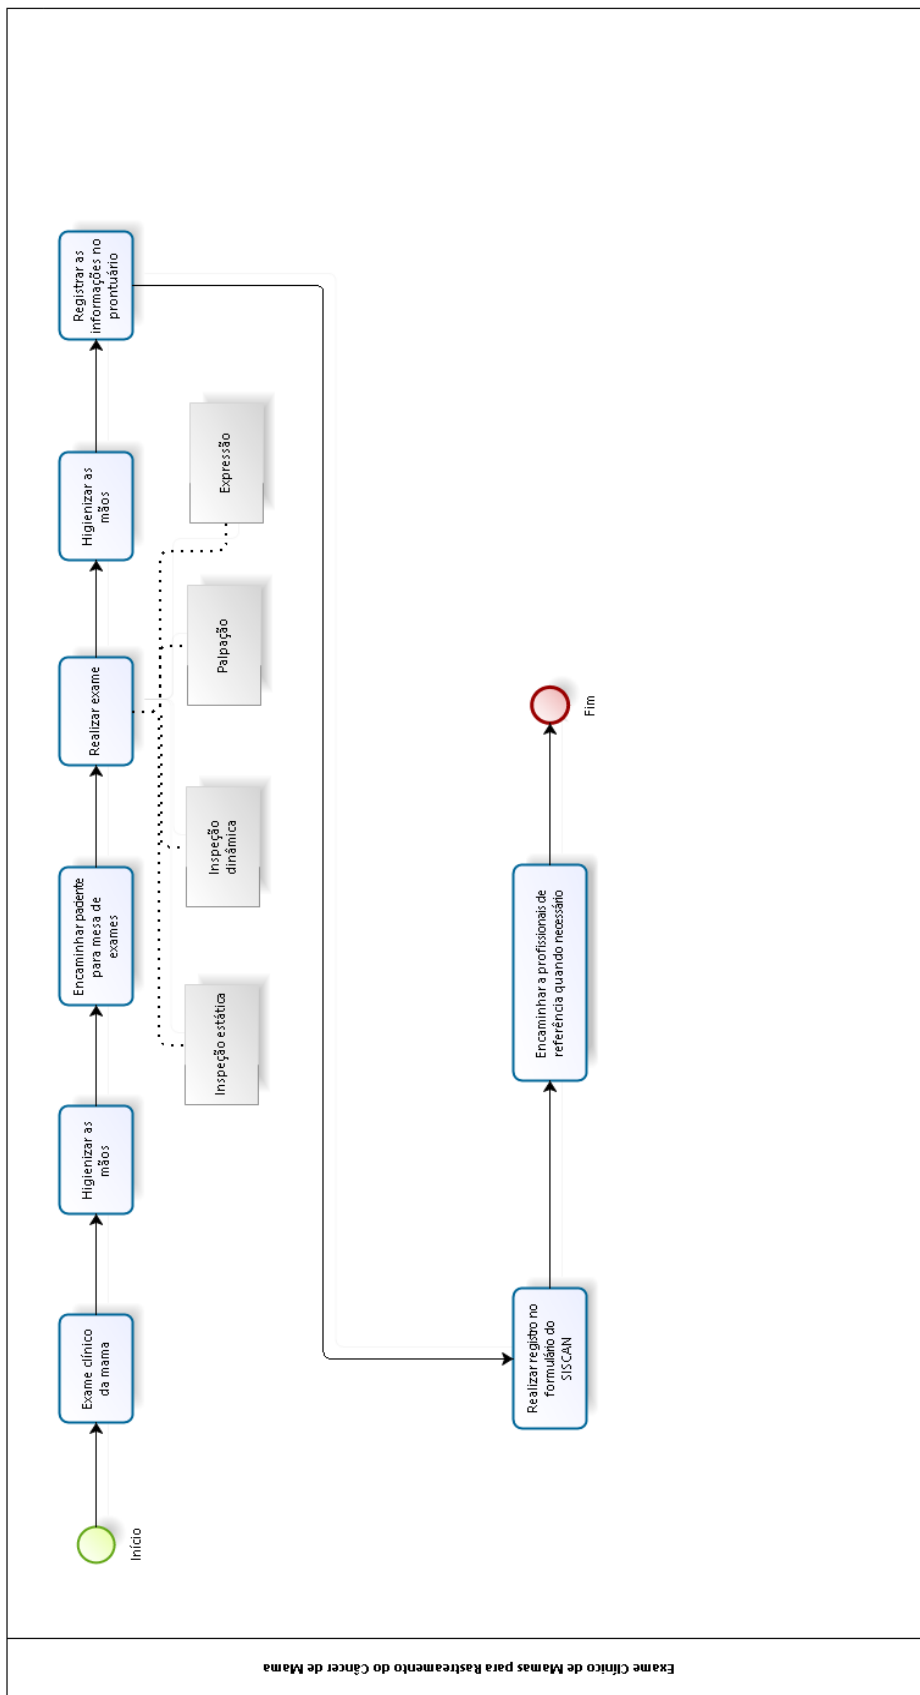 Exame Clínico de Mamas para Rastreamento do Câncer de Mama
Início
Exame clínico
da mama
Higienizar as
mãos
Encaminhar paciente
para mesa de
exames
Realizar exame
Higienizar as
mãos
Registrar as
informações no
prontuário
Inspeção estática
Inspeção
dinâmica
Palpação
Expressão
Realizar registro no
formulário do
SISCAN
Encaminhar a profissionais de
referência quando necessário
Fim